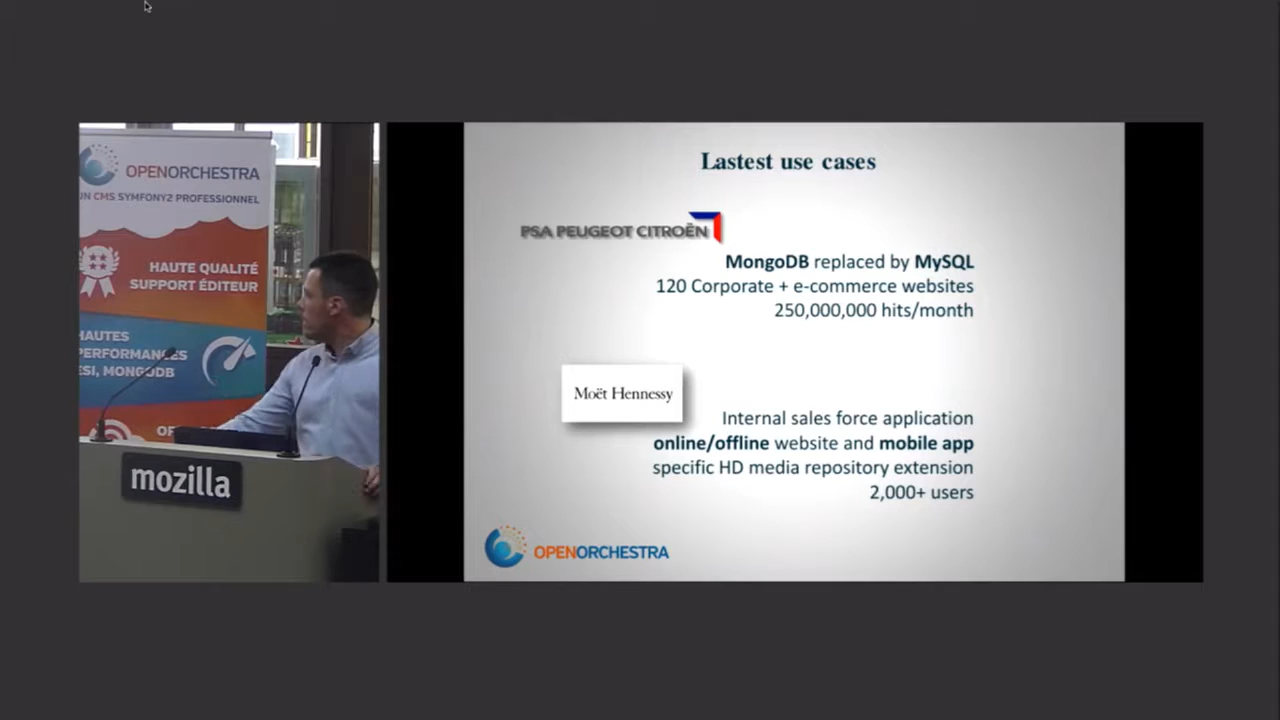 OPENORCHESTRA
UN CMS SYMFONY2 PROFESSIONNEL
HAUTE QUALITÉ
SUPPORT ÉDITEUR
HAUTES
PERFORMANCES
ESI, MONGODB
mozilla
Lastest use cases
PSA PEUGEOT CITROËN
MongoDB replaced by MySQL
120 Corporate + e-commerce websites
250,000,000 hits/month
Moët Hennessy
Internal sales force application
online/offline website and mobile app
specific HD media repository extension
2,000+ users
OPENORCHESTRA